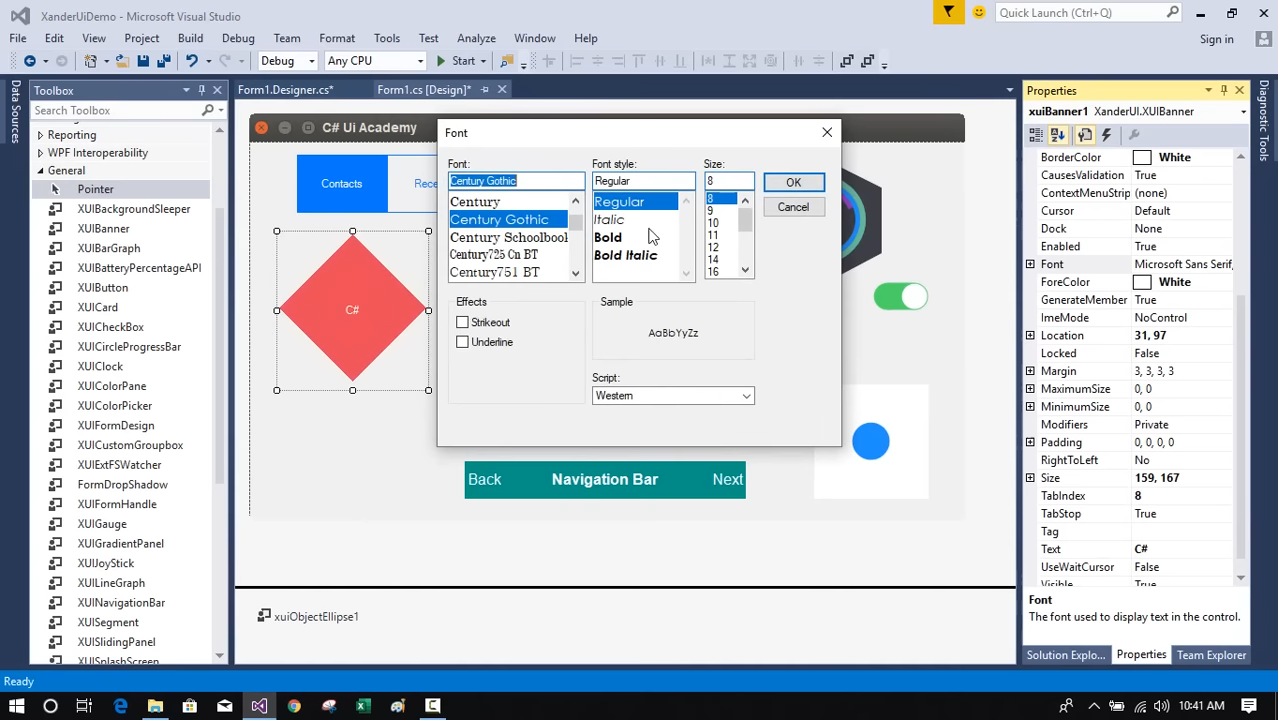 XanderUiDemo - Microsoft Visual Studio
Quick Launch (Ctrl+Q)
File Edit View Project Build Debug Team Format Tools Test Analyze Window Help
Sign in
Debug Any CPU Start
Data Sources
Toolbox
Search Toolbox
Reporting
WPF Interoperability
General
Pointer
XUIBackgroundSleeper
XUIBanner
XUIBarGraph
XUIBatteryPercentageAPI
XUIButton
XUICard
XUICheckBox
XUICircleProgressBar
XUIClock
XUIColorPane
XUIColorPicker
XUICustomGroupbox
XUIExtFSWatcher
FormDropShadow
XUIFormHandle
XUIGauge
XUIGradientPanel
XUIJoyStick
XUILineGraph
XUINavigationBar
XUISegment
XUISlidingPanel
XUISplashScreen
XUIFormDesign
Form1.Designer.cs*
Form1.cs [Design]*
C# Ui Academy
Contacts
Rece
C#
Back Navigation Bar Next
xuiObjectEllipse1
Font
Font:
Century Gothic
Century
Century Gothic
Century Schoolbook
Century725 Cn BT
Century751 BT
Font style:
Regular
Regular
Italic
Bold
Bold Italic
Size:
8
8
9
10
11
12
14
16
OK
Cancel
Effects
Strikeout
Underline
Sample
AaBbYyZz
Script:
Western
Properties
xuiBanner1 XanderUI.XUIBanner
BorderColor White
CausesValidation True
ContextMenuStrip (none)
Cursor Default
Dock None
Font Microsoft Sans Serif,
ForeColor White
GenerateMember True
ImeMode NoControl
Location 31, 97
Locked False
Margin 3, 3, 3, 3
MaximumSize 0, 0
MinimumSize 0, 0
Modifiers Private
Padding 0, 0, 0, 0
RightToLeft No
Size 159, 167
TabIndex 8
TabStop True
Tag
Text C#
UseWaitCursor False
Visible True
Font
The font used to display text in the control.
Solution Explo... Properties Team Explorer
Diagnostic Tools
Ready
10:41 AM